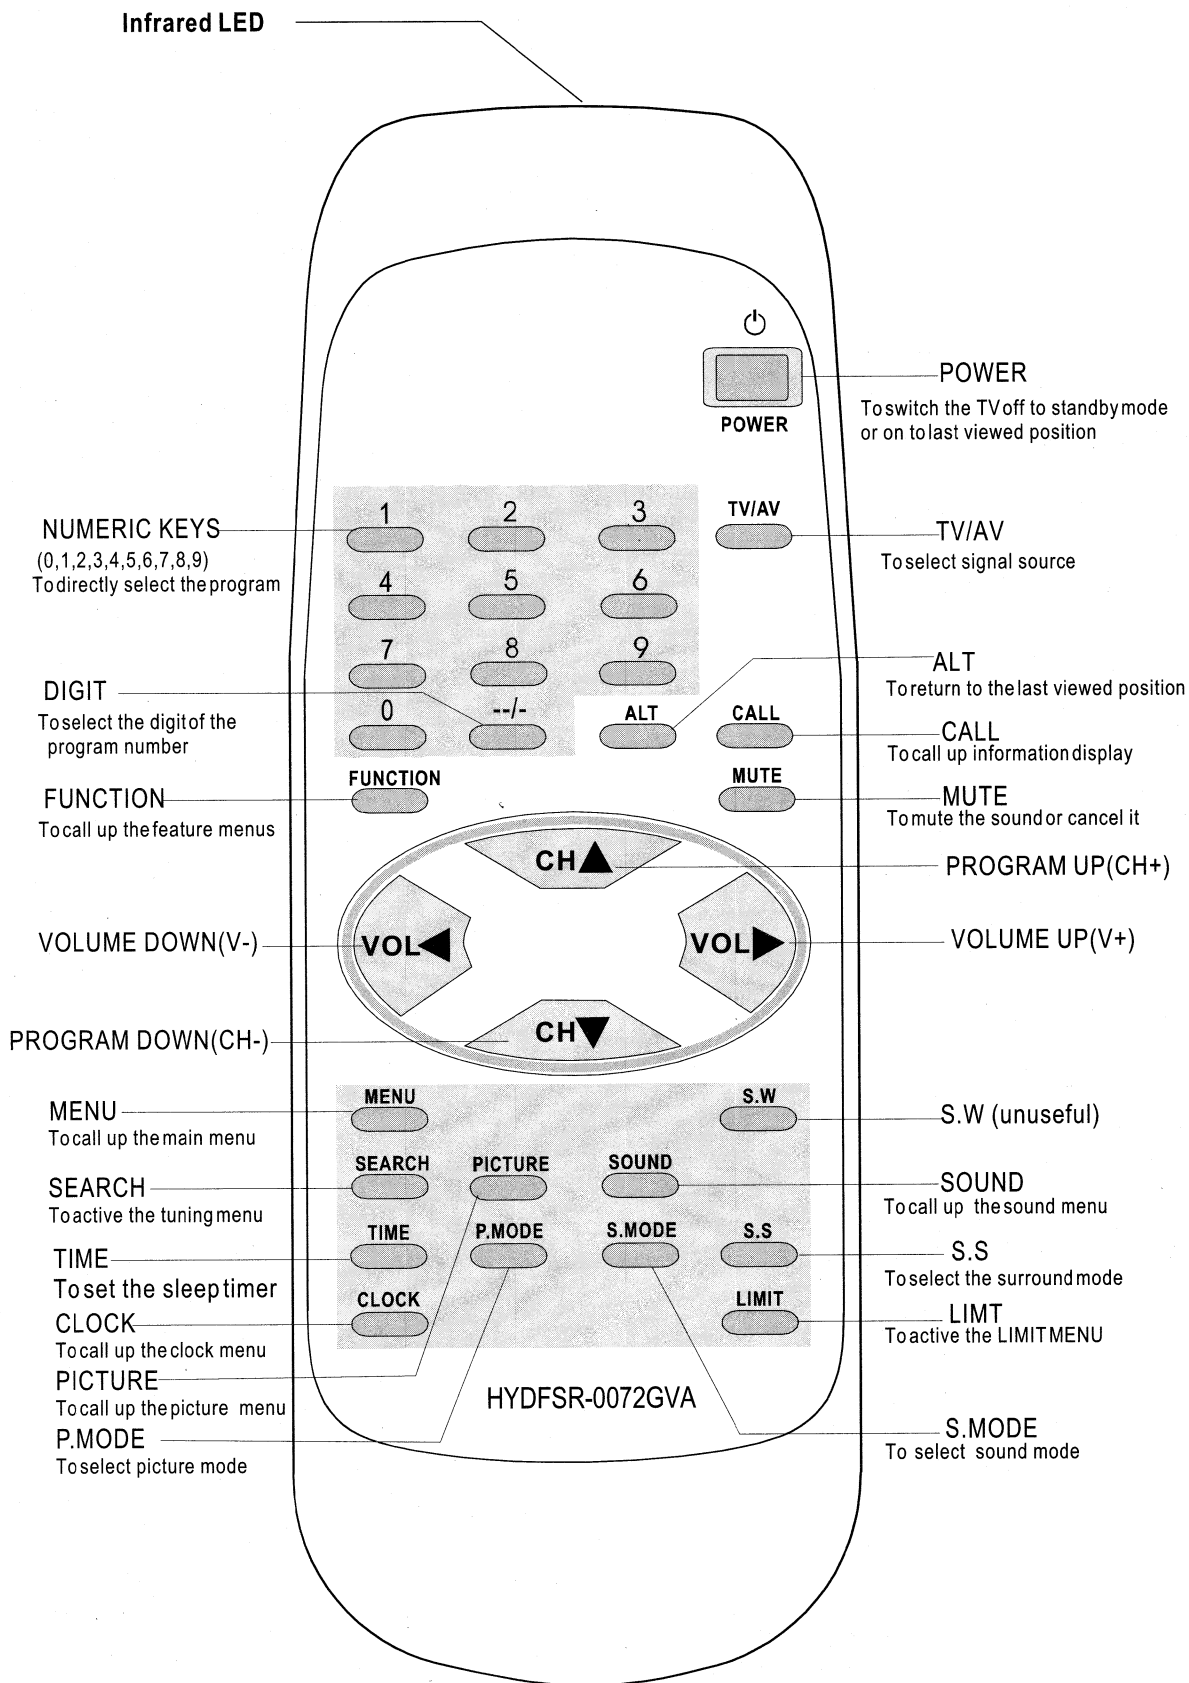 Infrared LED
POWER
POWER
To switch the TV off to standby mode
or on to last viewed position
NUMERIC KEYS
(0,1,2,3,4,5,6,7,8,9)
To directly select the program
1
2
3
TV/AV
TV/AV
To select signal source
4
5
6
7
8
9
ALT
To return to the last viewed position
DIGIT
To select the digit of the
program number
0
--/-
ALT
CALL
CALL
To call up information display
FUNCTION
To call up the feature menus
FUNCTION
MUTE
MUTE
To mute the sound or cancel it
CH▲
PROGRAM UP(CH+)
VOLUME DOWN(V-)
VOL◀
VOL▶
VOLUME UP(V+)
PROGRAM DOWN(CH-)
CH▼
MENU
To call up the main menu
MENU
S.W
S.W (unuseful)
SEARCH
To active the tuning menu
SEARCH
PICTURE
SOUND
SOUND
To call up the sound menu
TIME
To set the sleep timer
TIME
P.MODE
S.MODE
S.S
S.S
To select the surround mode
CLOCK
To call up the clock menu
CLOCK
LIMIT
LIMT
To active the LIMIT MENU
PICTURE
To call up the picture menu
HYDFSR-0072GVA
P.MODE
To select picture mode
S.MODE
To select sound mode